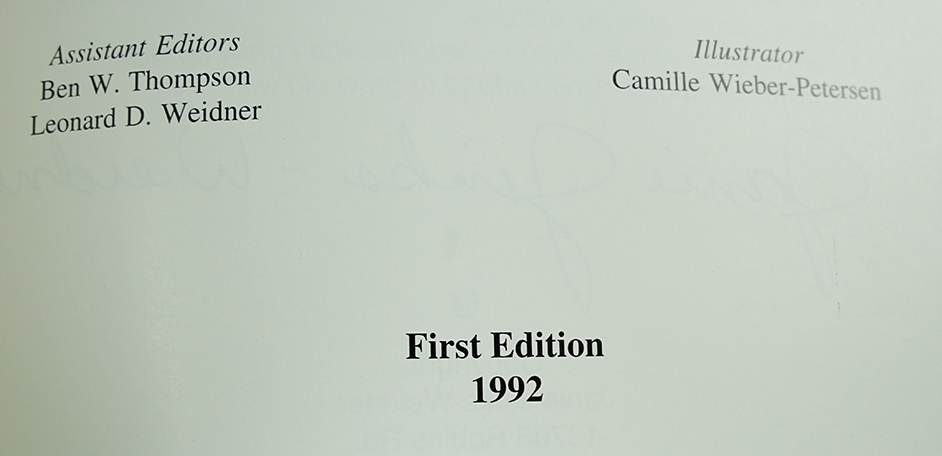 Assistant Editors
Ben W. Thompson
Leonard D. Weidner
Illustrator
Camille Wieber-Petersen
First Edition
1992